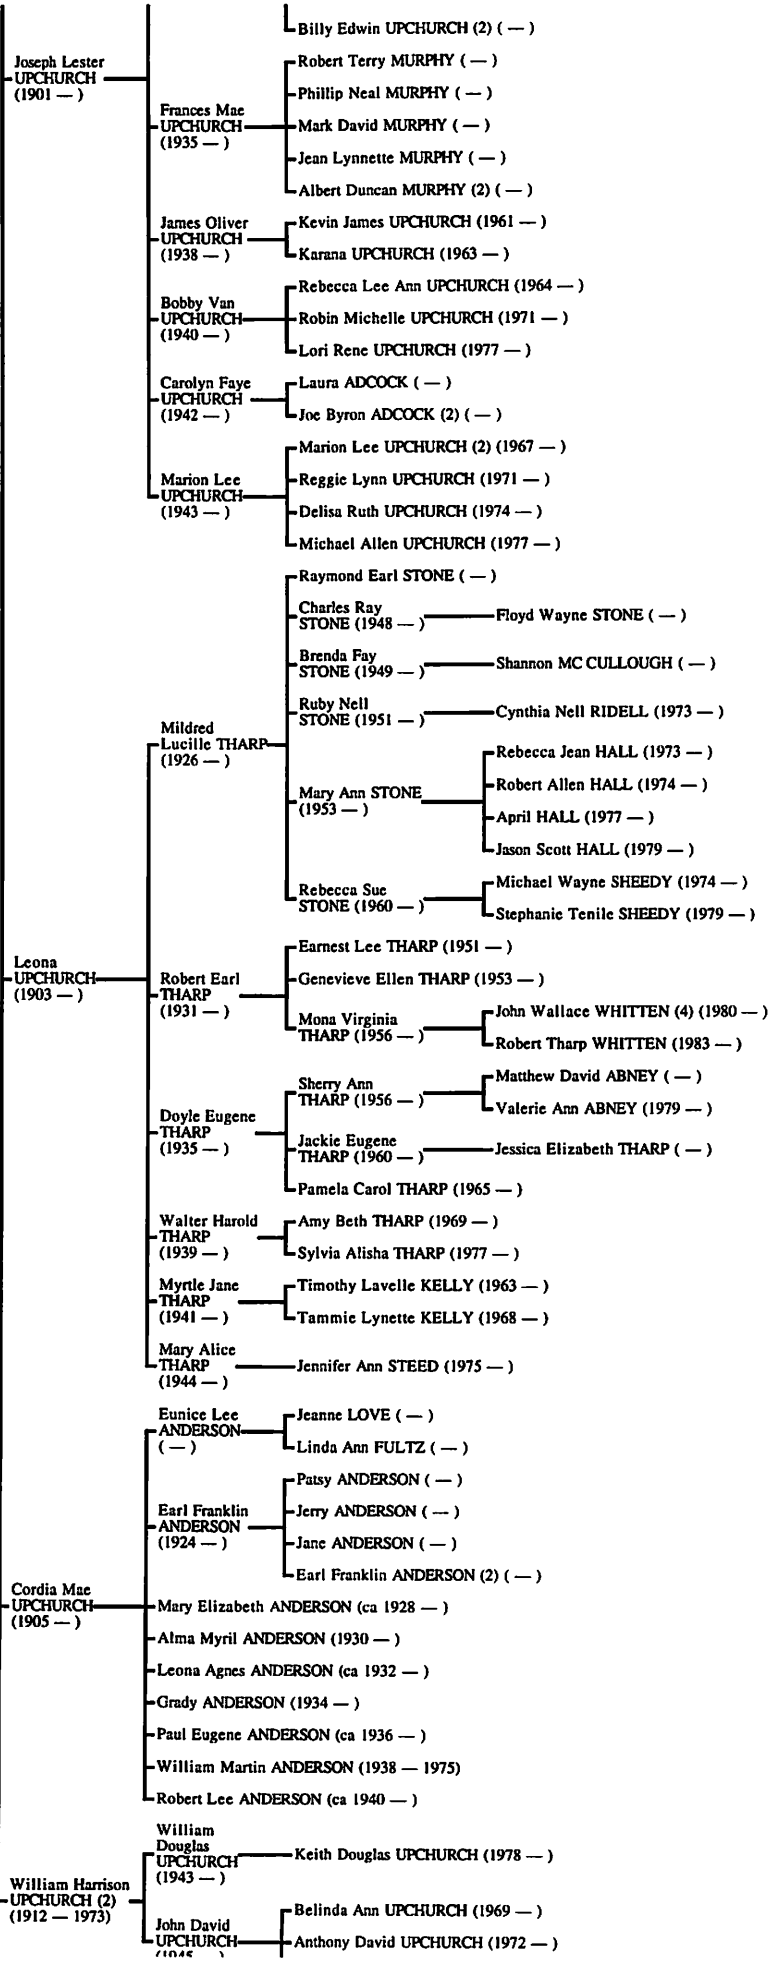 Billy Edwin UPCHURCH (2) ( — )
Joseph Lester
UPCHURCH
(1901 — )
Robert Terry MURPHY ( — )
Phillip Neal MURPHY ( — )
Frances Mae
UPCHURCH
(1935 — )
Mark David MURPHY ( — )
Jean Lynnette MURPHY ( — )
Albert Duncan MURPHY (2) ( — )
James Oliver
UPCHURCH
(1938 — )
Kevin James UPCHURCH (1961 — )
Karana UPCHURCH (1963 — )
Bobby Van
UPCHURCH
(1940 — )
Rebecca Lee Ann UPCHURCH (1964 — )
Robin Michelle UPCHURCH (1971 — )
Lori Rene UPCHURCH (1977 — )
Carolyn Faye
UPCHURCH
(1942 — )
Laura ADCOCK ( — )
Joe Byron ADCOCK (2) ( — )
Marion Lee
UPCHURCH
(1943 — )
Marion Lee UPCHURCH (2) (1967 — )
Reggie Lynn UPCHURCH (1971 — )
Delisa Ruth UPCHURCH (1974 — )
Michael Allen UPCHURCH (1977 — )
Leona
UPCHURCH
(1903 — )
Mildred
Lucille THARP
(1926 — )
Raymond Earl STONE ( — )
Charles Ray
STONE (1948 — )
Floyd Wayne STONE ( — )
Brenda Fay
STONE (1949 — )
Shannon MC CULLOUGH ( — )
Ruby Nell
STONE (1951 — )
Cynthia Nell RIDELL (1973 — )
Mary Ann STONE
(1953 — )
Rebecca Jean HALL (1973 — )
Robert Allen HALL (1974 — )
April HALL (1977 — )
Jason Scott HALL (1979 — )
Rebecca Sue
STONE (1960 — )
Michael Wayne SHEEDY (1974 — )
Stephanie Tenile SHEEDY (1979 — )
Robert Earl
THARP
(1931 — )
Earnest Lee THARP (1951 — )
Genevieve Ellen THARP (1953 — )
Mona Virginia
THARP (1956 — )
John Wallace WHITTEN (4) (1980 — )
Robert Tharp WHITTEN (1983 — )
Doyle Eugene
THARP
(1935 — )
Sherry Ann
THARP (1956 — )
Matthew David ABNEY ( — )
Valerie Ann ABNEY (1979 — )
Jackie Eugene
THARP (1960 — )
Jessica Elizabeth THARP ( — )
Pamela Carol THARP (1965 — )
Walter Harold
THARP
(1939 — )
Amy Beth THARP (1969 — )
Sylvia Alisha THARP (1977 — )
Myrtle Jane
THARP
(1941 — )
Timothy Lavelle KELLY (1963 — )
Tammie Lynette KELLY (1968 — )
Mary Alice
THARP
(1944 — )
Jennifer Ann STEED (1975 — )
Cordia Mae
UPCHURCH
(1905 — )
Eunice Lee
ANDERSON
( — )
Jeanne LOVE ( — )
Linda Ann FULTZ ( — )
Earl Franklin
ANDERSON
(1924 — )
Patsy ANDERSON ( — )
Jerry ANDERSON ( — )
Jane ANDERSON ( — )
Earl Franklin ANDERSON (2) ( — )
Mary Elizabeth ANDERSON (ca 1928 — )
Alma Myril ANDERSON (1930 — )
Leona Agnes ANDERSON (ca 1932 — )
Grady ANDERSON (1934 — )
Paul Eugene ANDERSON (ca 1936 — )
William Martin ANDERSON (1938 — 1975)
Robert Lee ANDERSON (ca 1940 — )
William Harrison
UPCHURCH (2)
(1912 — 1973)
William
Douglas
UPCHURCH
(1943 — )
Keith Douglas UPCHURCH (1978 — )
John David
UPCHURCH
Belinda Ann UPCHURCH (1969 — )
Anthony David UPCHURCH (1972 — )